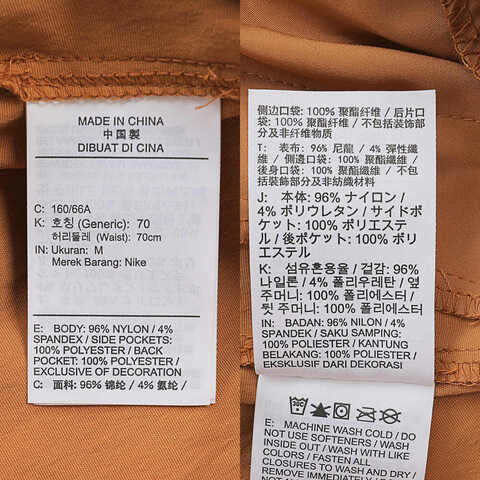 MADE IN CHINA
中國製
DIBUAT DI CINA
C: 160/66A
K: 호칭 (Generic): 70
허리둘레 (Waist): 70cm
IN: Ukuran: M
Merek Barang: Nike
E: BODY: 96% NYLON / 4%
SPANDEX / SIDE POCKETS:
100% POLYESTER / BACK
POCKET: 100% POLYESTER /
EXCLUSIVE OF DECORATION
C: 面料: 96% 锦纶 / 4% 氨纶 /
侧边口袋: 100% 聚酯纤维 / 后片口
袋: 100% 聚酯纤维 / 不包括装饰部
分及非纤维物质
T: 表布: 96% 尼龍 / 4% 彈性纖
維 / 側邊口袋: 100% 聚酯纖維 /
後身口袋: 100% 聚酯纖維 / 不包
括裝飾部分及非紡織材料
J: 本体: 96% ナイロン /
4% ポリウレタン / サイドポ
ケット: 100% ポリエステ
ル / 後ポケット: 100% ポリ
エステル
K: 섬유혼용율 / 겉감: 96%
나일론 / 4% 폴리우레탄 / 옆
주머니: 100% 폴리에스터 /
뒷 주머니: 100% 폴리에스터
IN: BADAN: 96% NILON / 4%
SPANDEK / SAKU SAMPING:
100% POLIESTER / KANTUNG
BELAKANG: 100% POLIESTER /
EKSKLUSIF DARI DEKORASI
E: MACHINE WASH COLD / DO
NOT USE SOFTENERS / WASH
INSIDE OUT / WASH WITH LIKE
COLORS / FASTEN ALL
CLOSURES TO WASH AND DRY